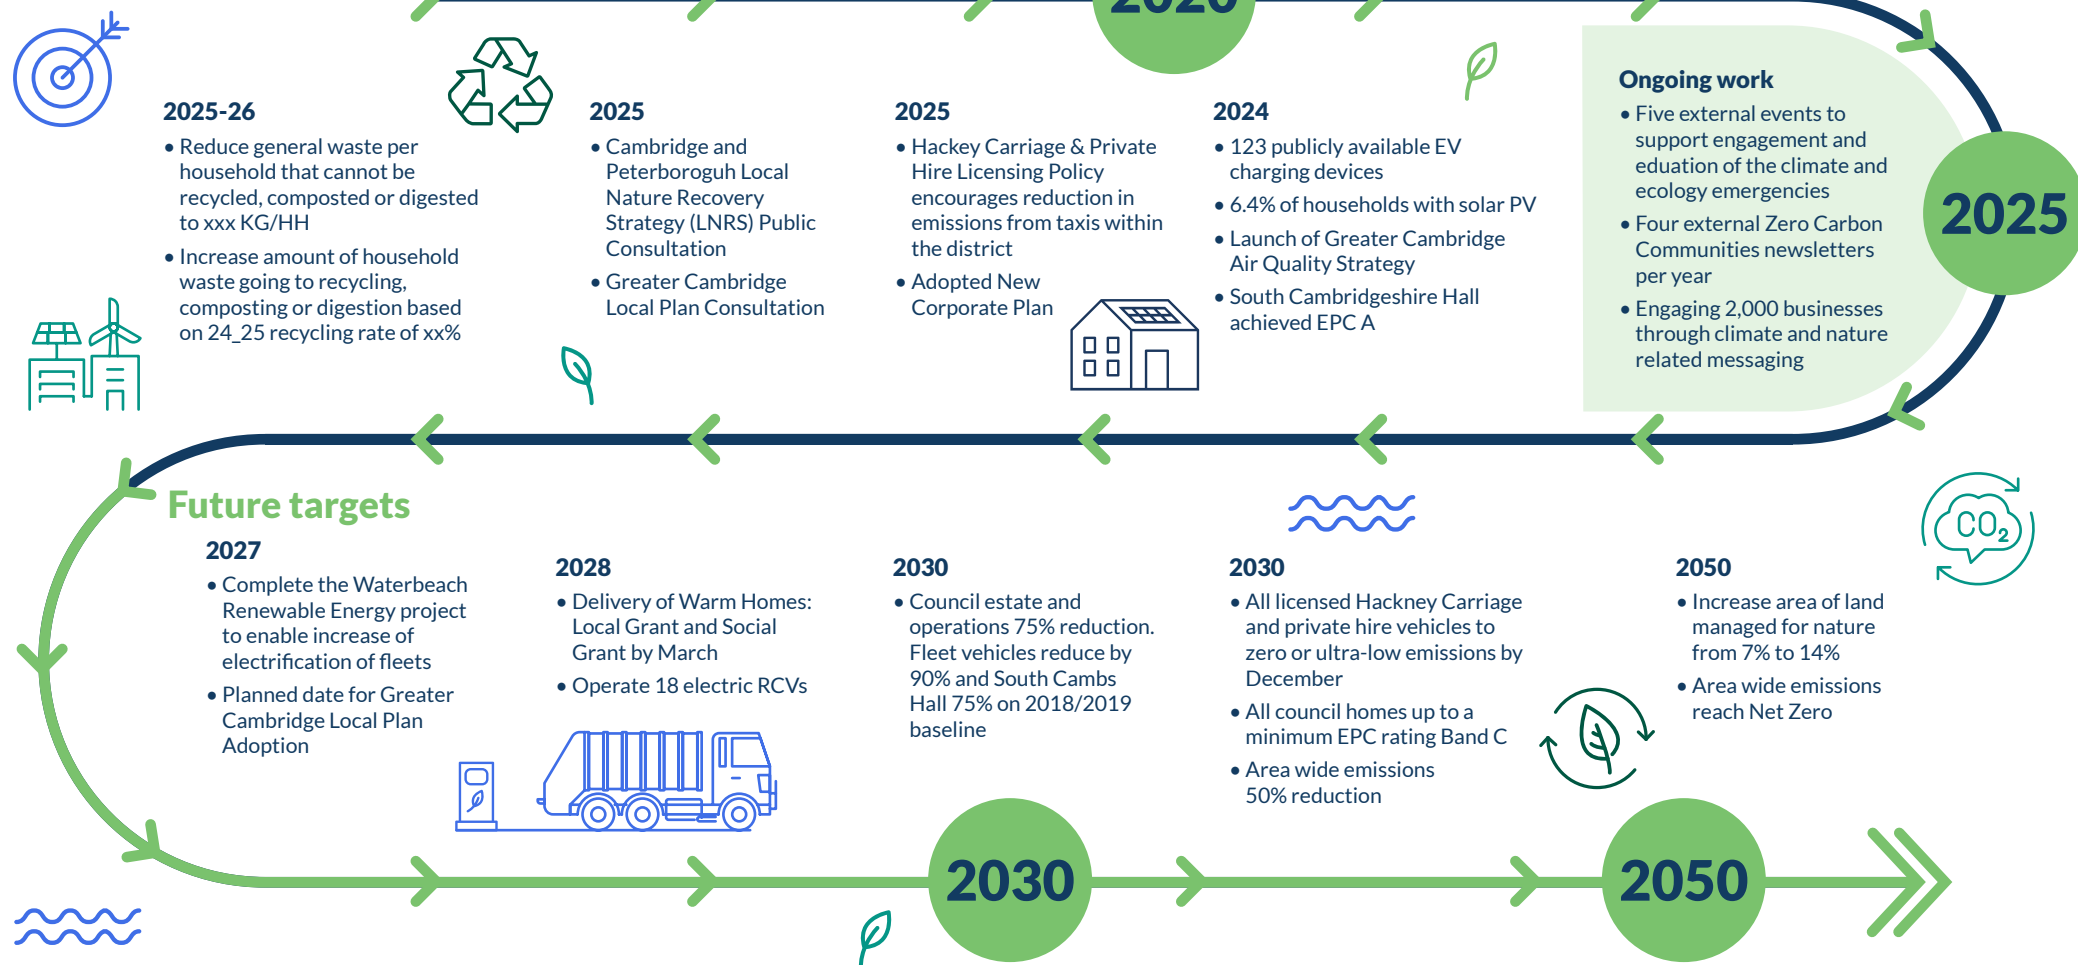 2020
2025-26
• Reduce general waste per
household that cannot be
recycled, composted or digested
to xxx KG/HH
• Increase amount of household
waste going to recycling,
composting or digestion based
on 24_25 recycling rate of xx%
2025
• Cambridge and
Peterboroguh Local
Nature Recovery
Strategy (LNRS) Public
Consultation
• Greater Cambridge
Local Plan Consultation
2025
• Hackey Carriage & Private
Hire Licensing Policy
encourages reduction in
emissions from taxis within
the district
• Adopted New
Corporate Plan
2024
• 123 publicly available EV
charging devices
• 6.4% of households with solar PV
• Launch of Greater Cambridge
Air Quality Strategy
• South Cambridgeshire Hall
achieved EPC A
Ongoing work
• Five external events to
support engagement and
eduation of the climate and
ecology emergencies
• Four external Zero Carbon
Communities newsletters
per year
• Engaging 2,000 businesses
through climate and nature
related messaging
2025
Future targets
2027
• Complete the Waterbeach
Renewable Energy project
to enable increase of
electrification of fleets
• Planned date for Greater
Cambridge Local Plan
Adoption
2028
• Delivery of Warm Homes:
Local Grant and Social
Grant by March
• Operate 18 electric RCVs
2030
• Council estate and
operations 75% reduction.
Fleet vehicles reduce by
90% and South Cambs
Hall 75% on 2018/2019
baseline
2030
• All licensed Hackney Carriage
and private hire vehicles to
zero or ultra-low emissions by
December
• All council homes up to a
minimum EPC rating Band C
• Area wide emissions
50% reduction
2050
• Increase area of land
managed for nature
from 7% to 14%
• Area wide emissions
reach Net Zero
CO2
2030
2050